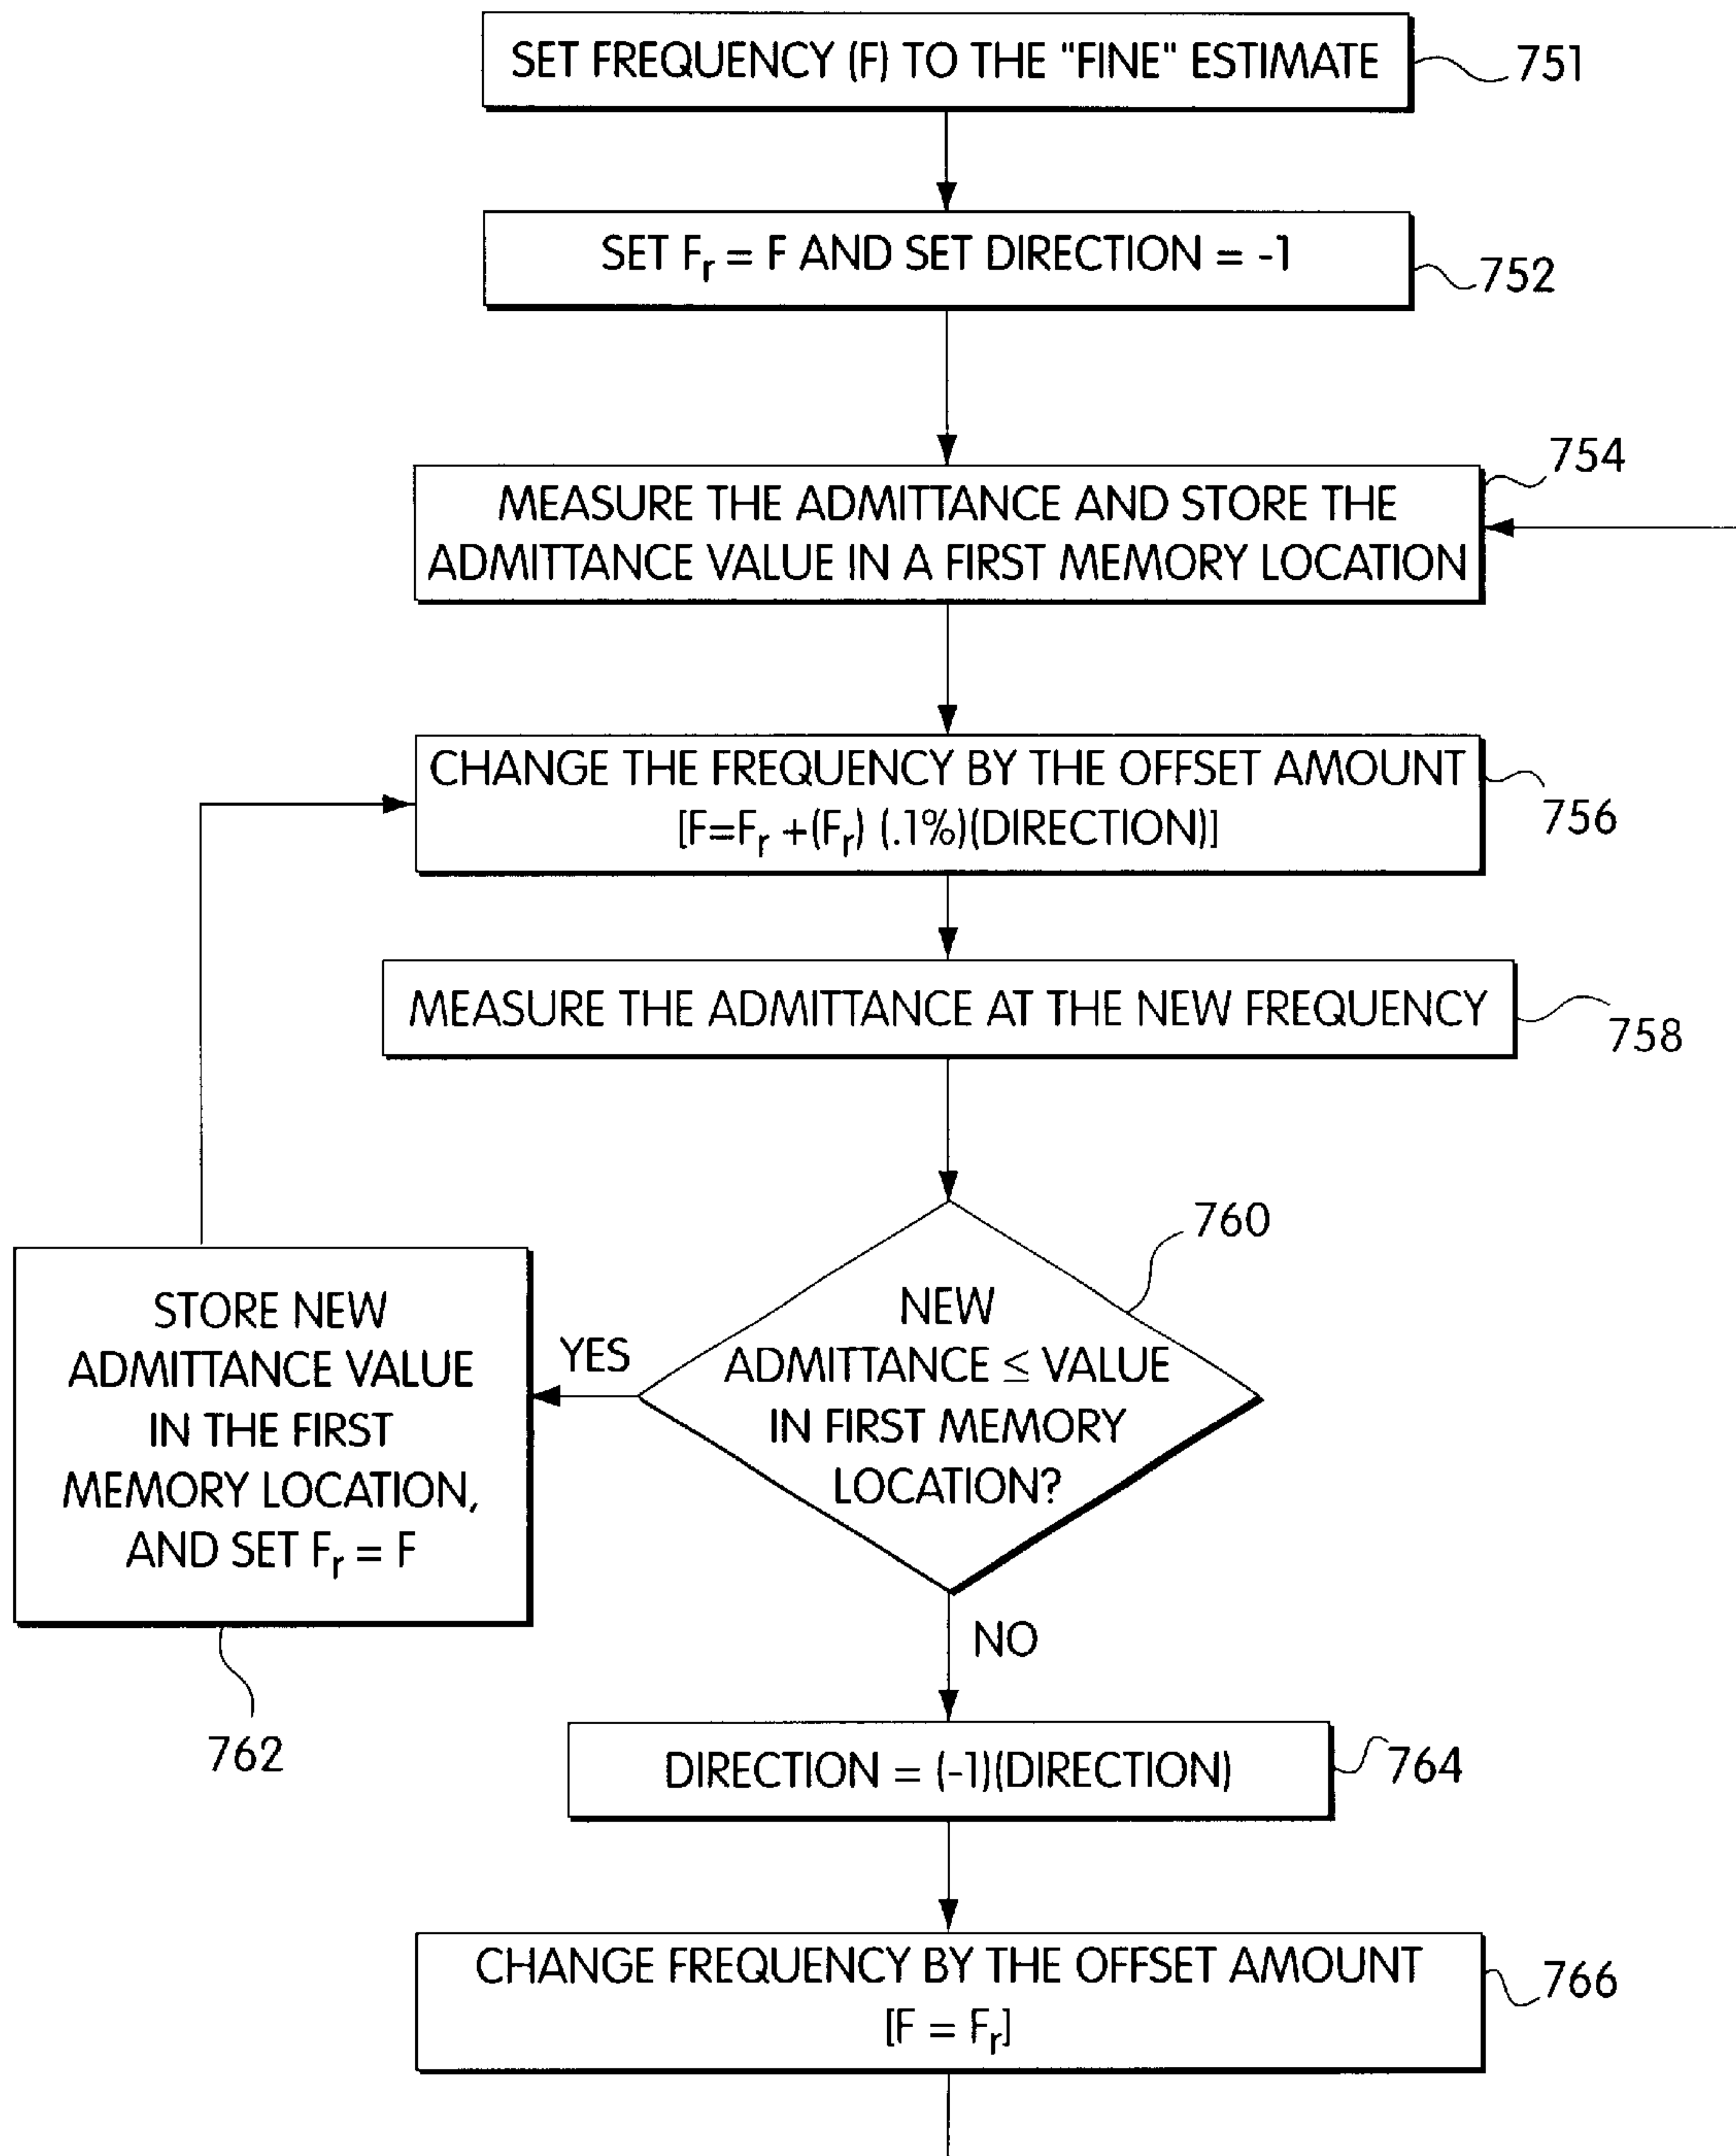 SET FREQUENCY (F) TO THE "FINE" ESTIMATE
751
SET Fr = F AND SET DIRECTION = -1
752
754
MEASURE THE ADMITTANCE AND STORE THE
ADMITTANCE VALUE IN A FIRST MEMORY LOCATION
CHANGE THE FREQUENCY BY THE OFFSET AMOUNT
[F=Fr +(Fr) (.1%)(DIRECTION)]
756
MEASURE THE ADMITTANCE AT THE NEW FREQUENCY
758
760
NEW
ADMITTANCE ≤ VALUE
IN FIRST MEMORY
LOCATION?
YES
STORE NEW
ADMITTANCE VALUE
IN THE FIRST
MEMORY LOCATION,
AND SET Fr = F
762
NO
DIRECTION = (-1)(DIRECTION)
764
CHANGE FREQUENCY BY THE OFFSET AMOUNT
[F = Fr]
766